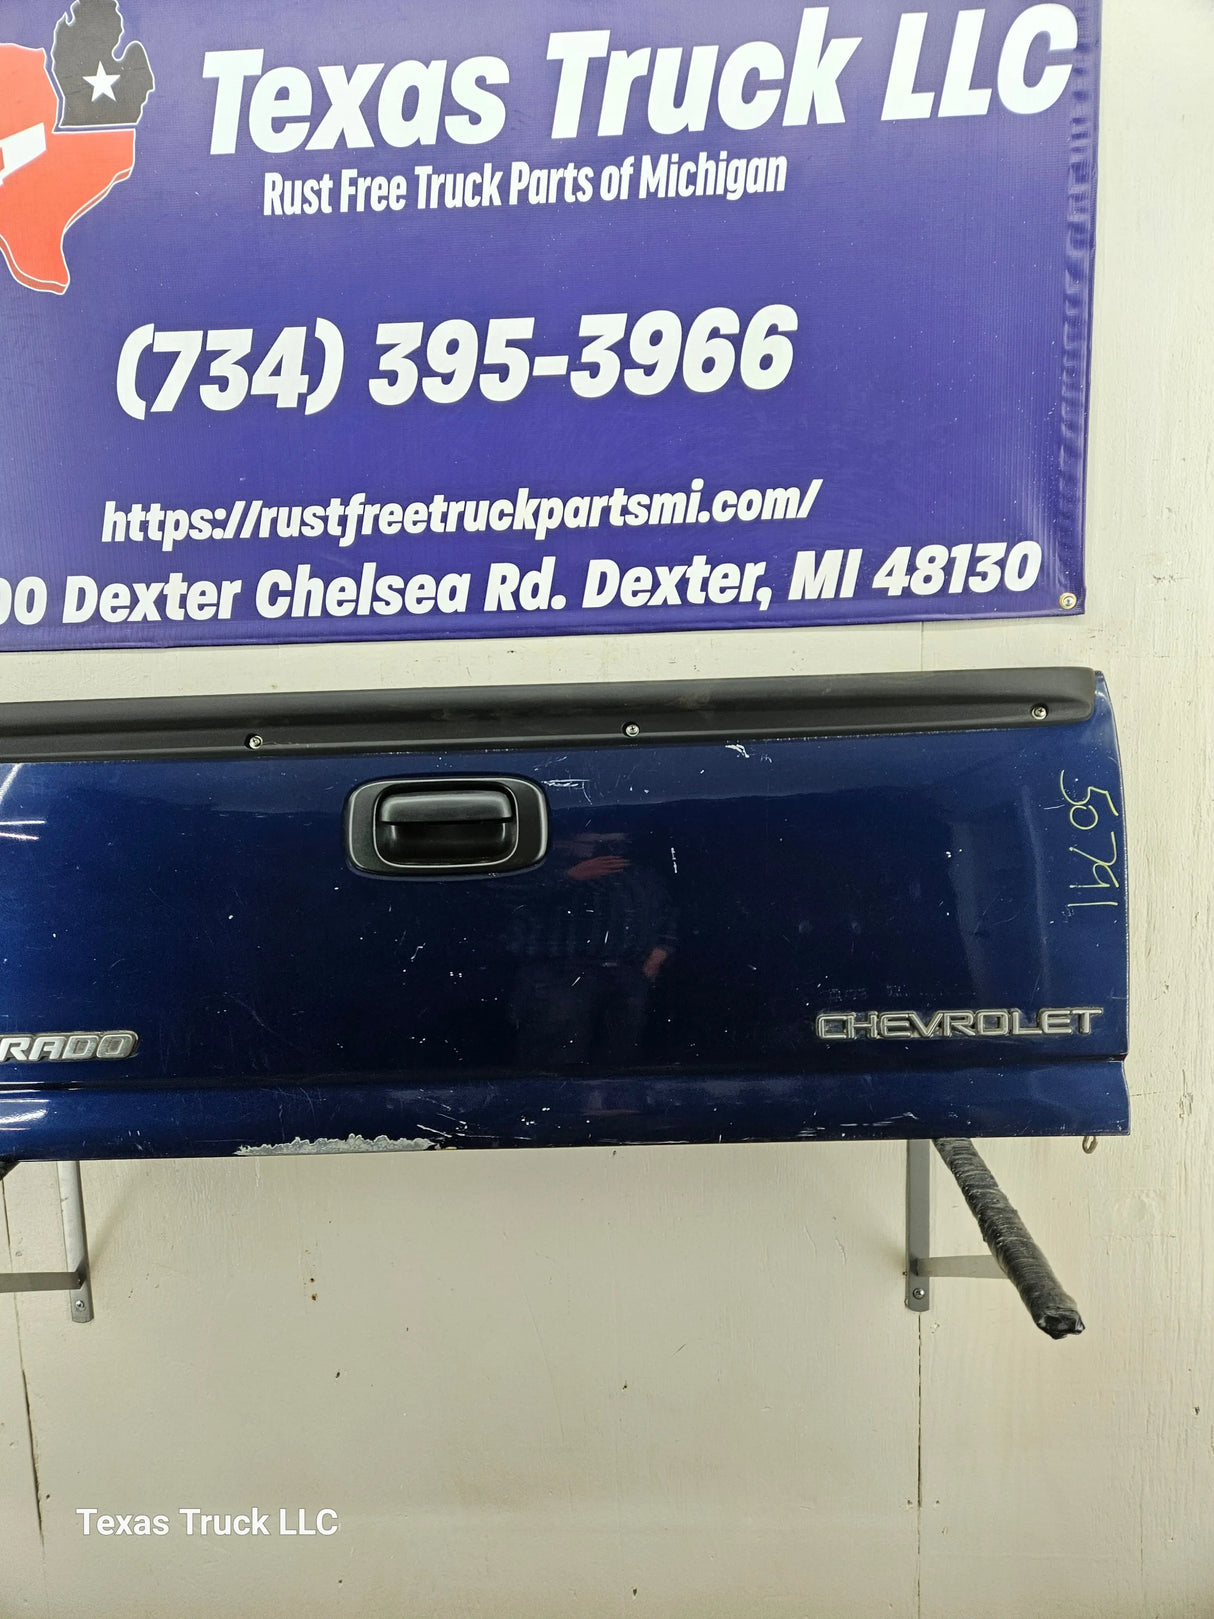 Texas Truck LLC
Rust Free Truck Parts of Michigan
(734) 395-3966
https://rustfreetruckpartsmi.com/
00 Dexter Chelsea Rd. Dexter, MI 48130
5791
CHEVROLET
RADO
Texas Truck LLC